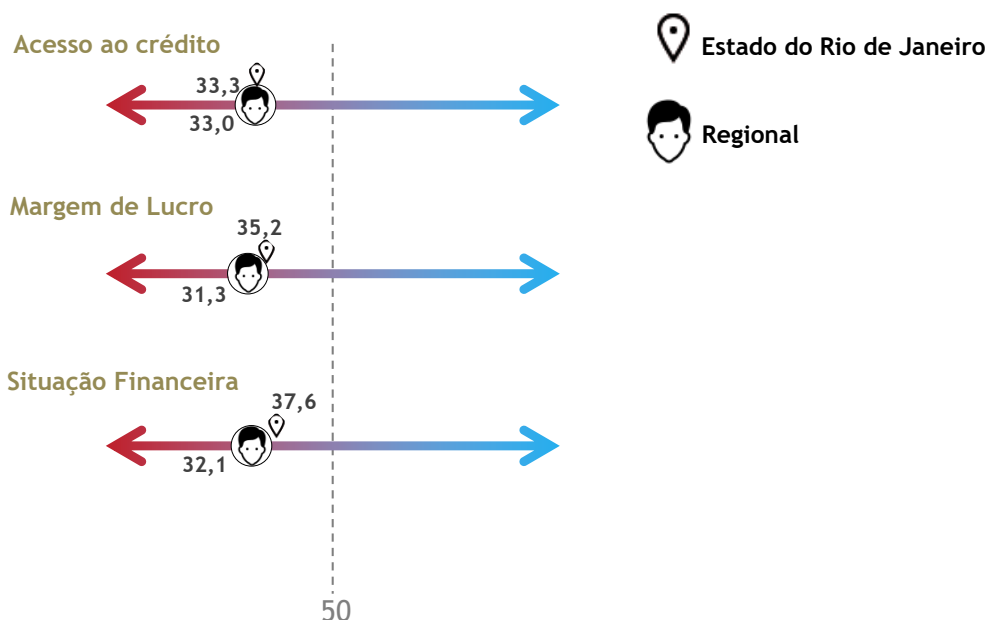 Acesso ao crédito
33,3
33,0
Margem de Lucro
35,2
31,3
Situação Financeira
37,6
32,1
50
Estado do Rio de Janeiro
Regional